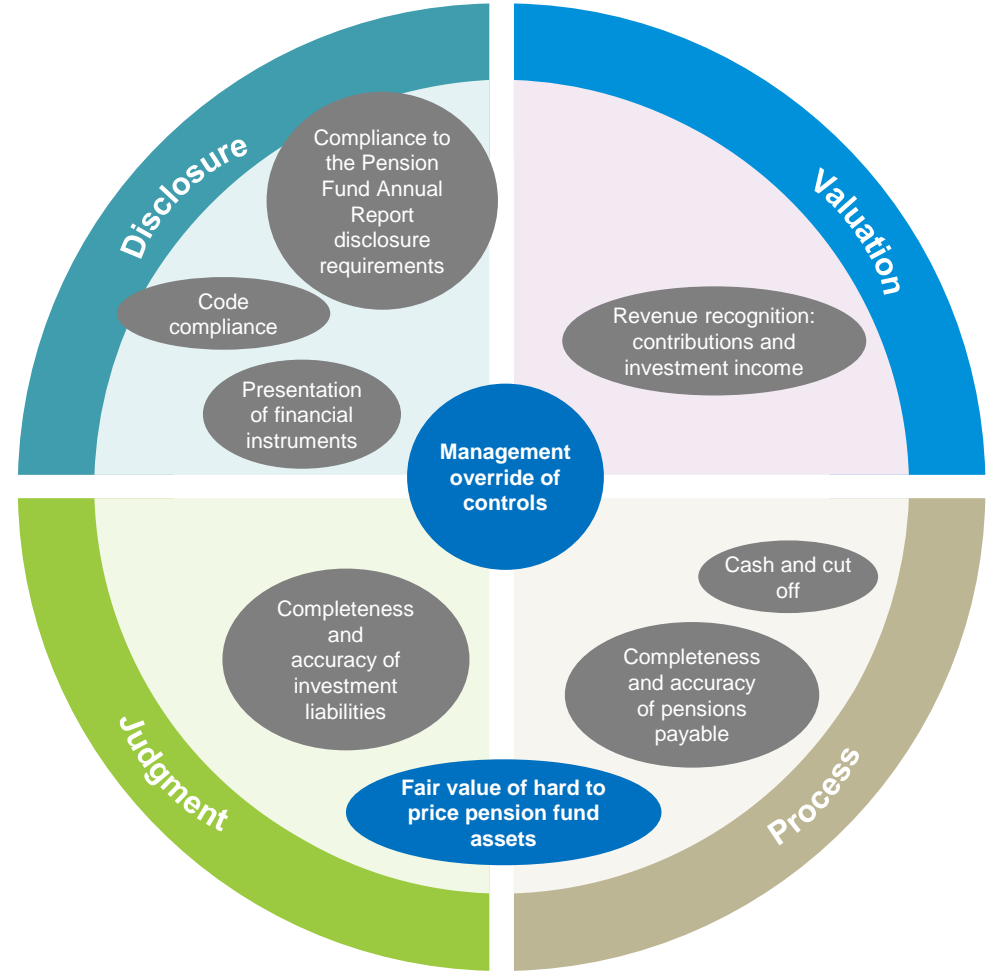 Disclosure
Compliance to
the Pension
Fund Annual
Report
disclosure
requirements
Code
compliance
Presentation
of financial
instruments
Valuation
Revenue recognition:
contributions and
investment income
Management
override of
controls
Judgment
Completeness
and
accuracy of
investment
liabilities
Process
Cash and cut
off
Completeness
and accuracy
of pensions
payable
Fair value of hard to
price pension fund
assets